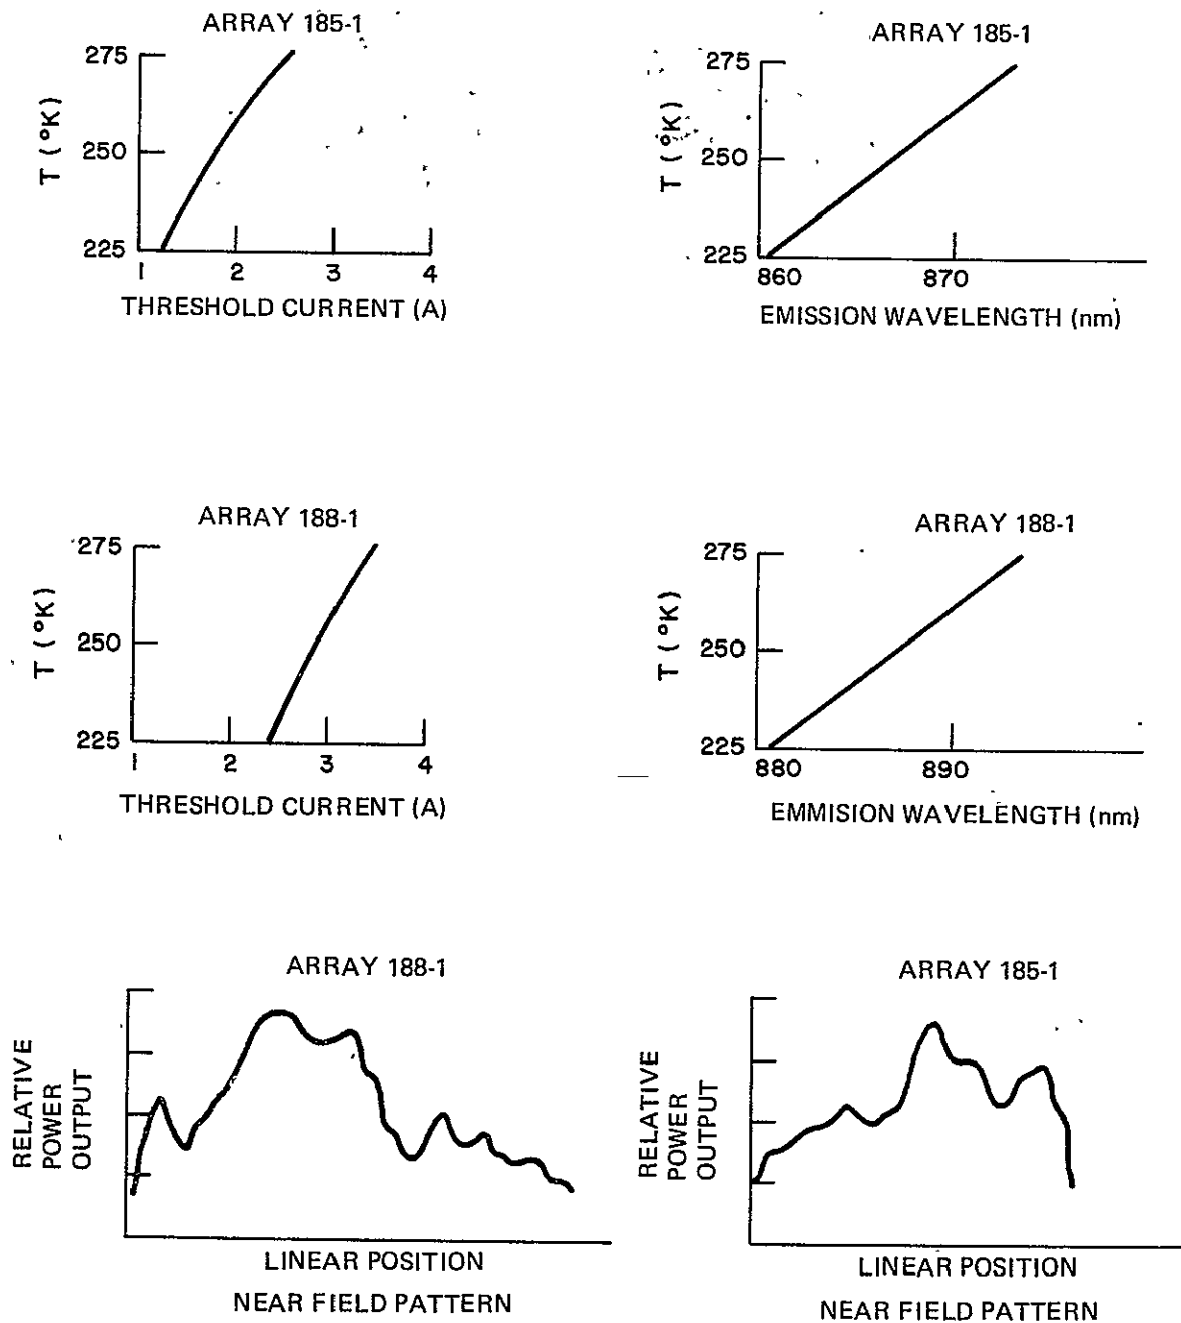 ARRAY 185-1
275
250
225
T (°K)
1 2 3 4
THRESHOLD CURRENT (A)
ARRAY 185-1
275
250
225
T (°K)
860 870
EMISSION WAVELENGTH (nm)
ARRAY 188-1
275
250
225
T (°K)
1 2 3 4
THRESHOLD CURRENT (A)
ARRAY 188-1
275
250
225
T (°K)
880 890
EMMISION WAVELENGTH (nm)
ARRAY 188-1
RELATIVE
POWER
OUTPUT
LINEAR POSITION
NEAR FIELD PATTERN
ARRAY 185-1
RELATIVE
POWER
OUTPUT
LINEAR POSITION
NEAR FIELD PATTERN